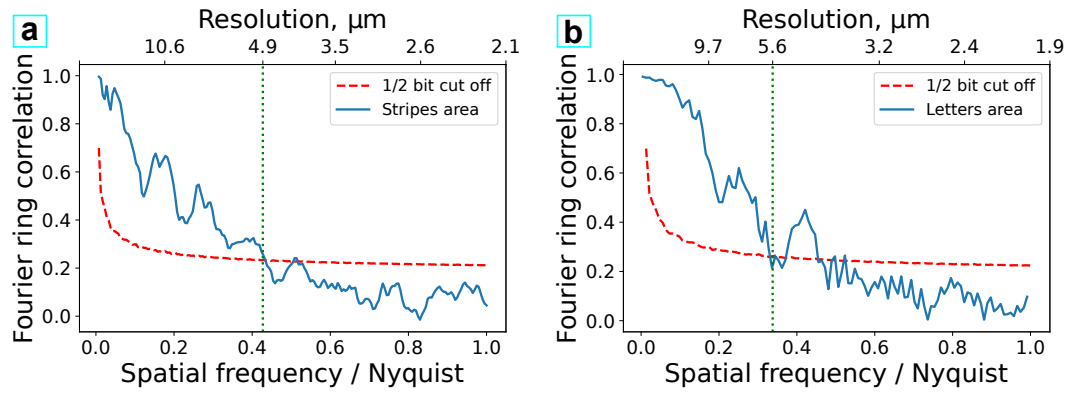 a
Resolution, μm
10.6 4.9 3.5 2.6 2.1
Fourier ring correlation
1.0
0.8
0.6
0.4
0.2
0.0
1/2 bit cut off
Stripes area
0.0 0.2 0.4 0.6 0.8 1.0
Spatial frequency / Nyquist
b
Resolution, μm
9.7 5.6 3.2 2.4 1.9
Fourier ring correlation
1.0
0.8
0.6
0.4
0.2
0.0
1/2 bit cut off
Letters area
0.0 0.2 0.4 0.6 0.8 1.0
Spatial frequency / Nyquist